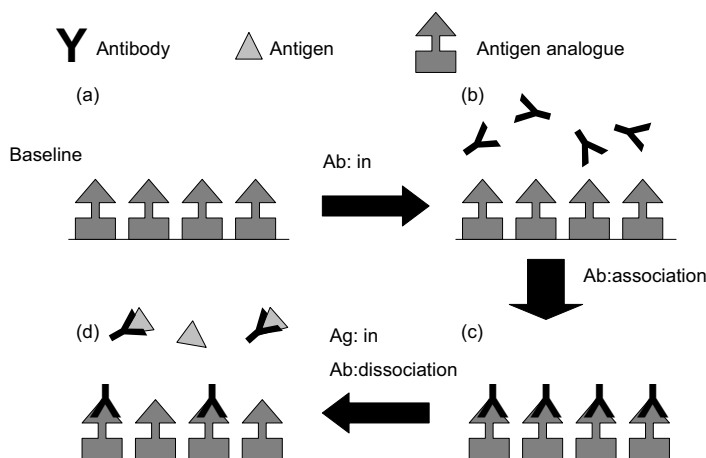 Antibody
Antigen
Antigen analogue
(a)
(b)
Baseline
Ab: in
Ab:association
(d)
Ag: in
(c)
Ab:dissociation